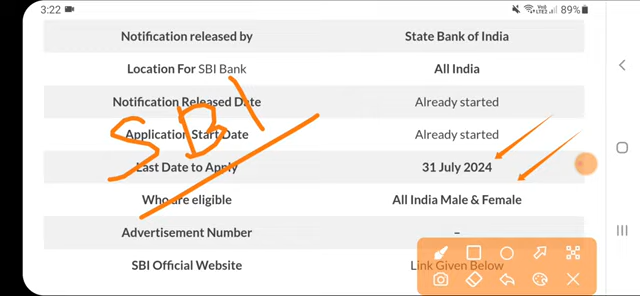 3:22 89%
Notification released by State Bank of India
Location For SBI Bank All India
Notification Released Date Already started
Application Start Date Already started
Last Date to Apply 31 July 2024
Who are eligible All India Male & Female
Advertisement Number –
SBI Official Website Link Given Below
SBI